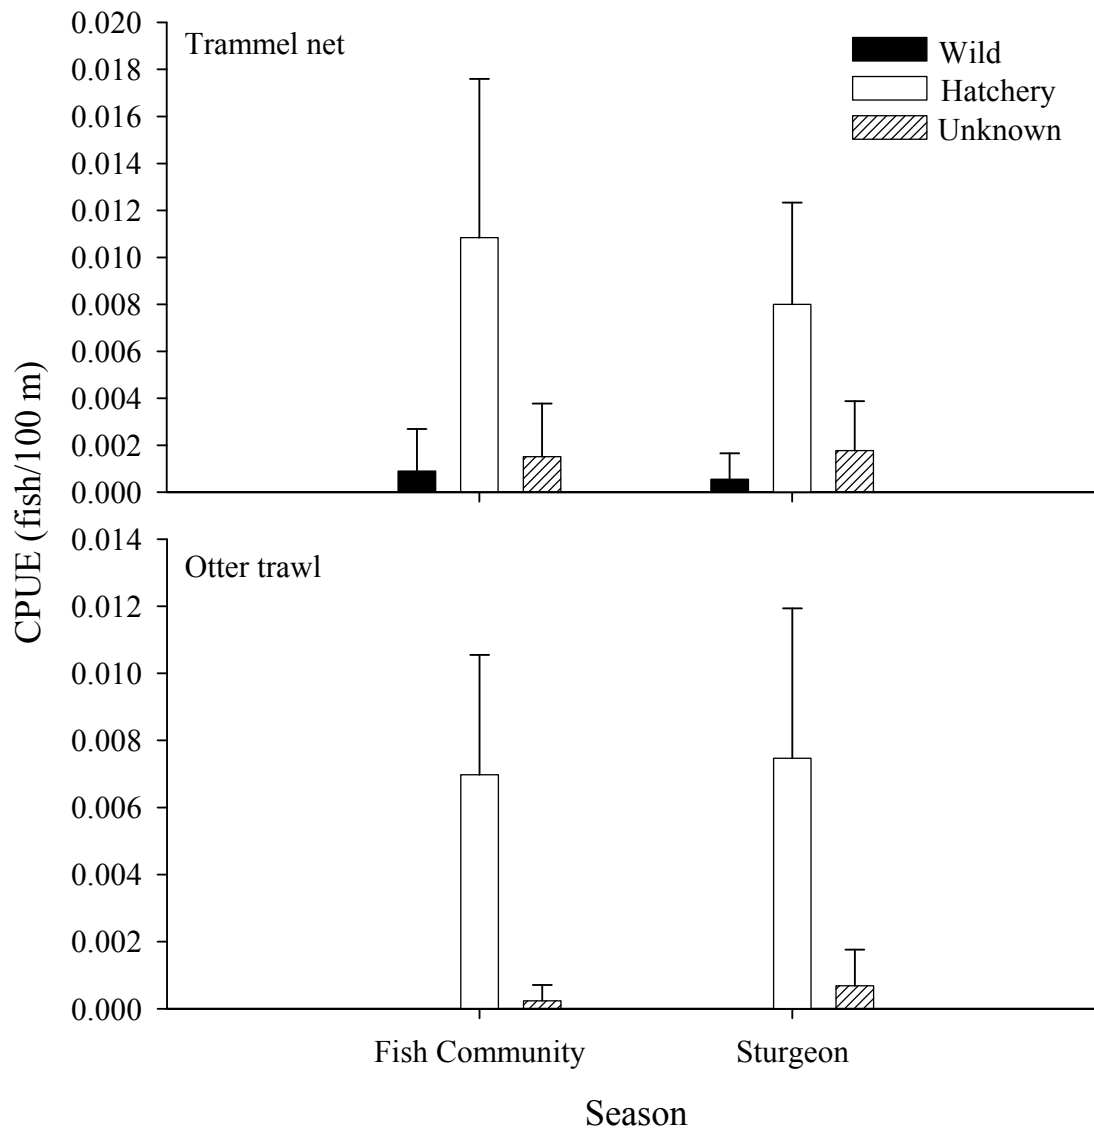 Trammel net
Wild
Hatchery
Unknown
0.020
0.018
0.016
0.014
0.012
0.010
0.008
0.006
0.004
0.002
0.000
CPUE (fish/100 m)
Otter trawl
0.014
0.012
0.010
0.008
0.006
0.004
0.002
0.000
Fish Community
Sturgeon
Season